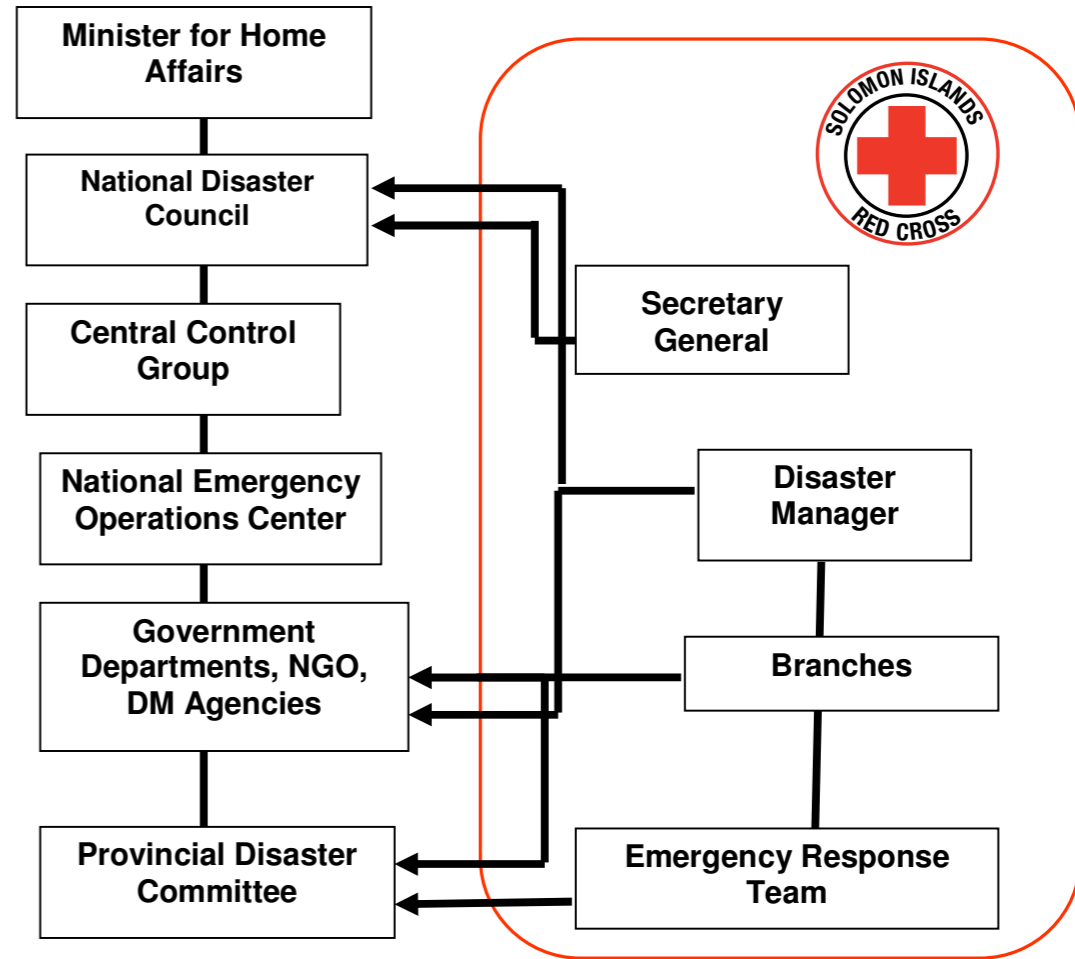 Minister for Home
Affairs
National Disaster
Council
Central Control
Group
National Emergency
Operations Center
Government
Departments, NGO,
DM Agencies
Provincial Disaster
Committee
SOLOMON ISLANDS
RED CROSS
Secretary
General
Disaster
Manager
Branches
Emergency Response
Team